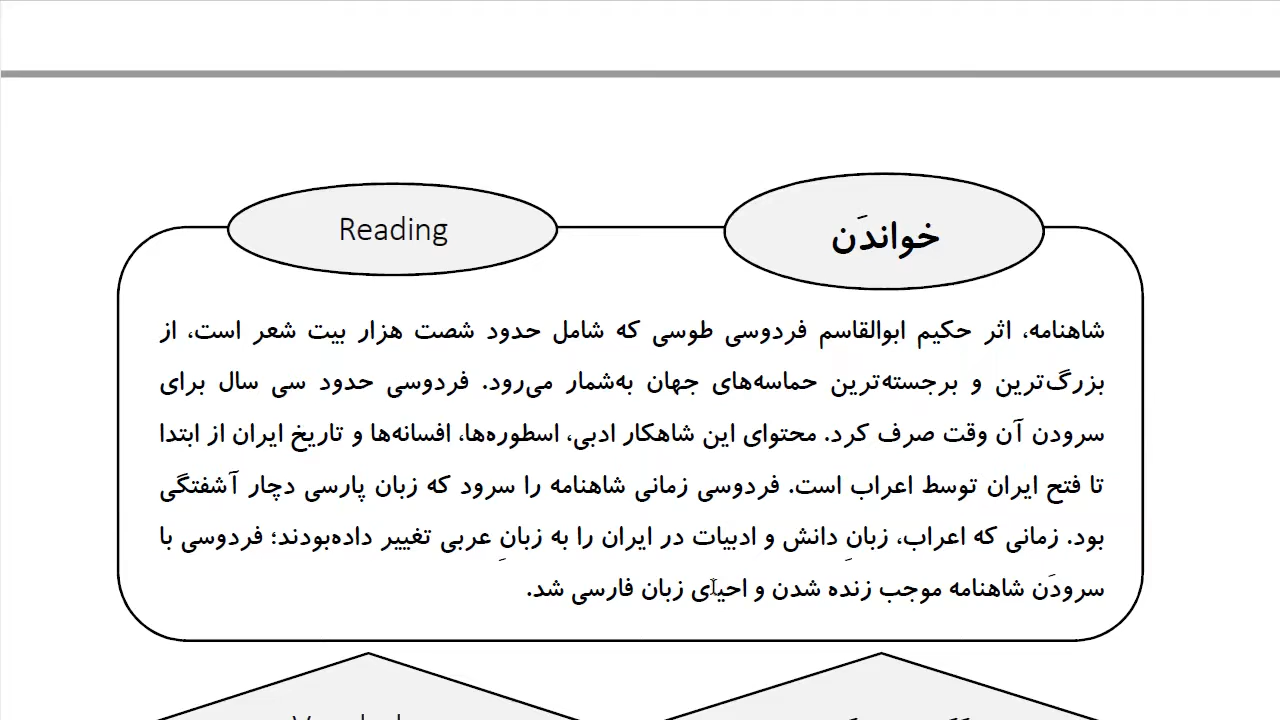 خواندَن
Reading
شاهنامه، اثر حکیم ابوالقاسم فردوسی طوسی که شامل حدود شصت هزار بیت شعر است، از
بزرگ‌ترین و برجسته‌ترین حماسه‌های جهان به‌شمار می‌رود. فردوسی حدود سی سال برای
سرودن آن وقت صرف کرد. محتوای این شاهکار ادبی، اسطوره‌ها، افسانه‌ها و تاریخ ایران از ابتدا
تا فتح ایران توسط اعراب است. فردوسی زمانی شاهنامه را سرود که زبان پارسی دچار آشفتگی
بود. زمانی که اعراب، زبانِ دانش و ادبیات در ایران را به زبانِ عربی تغییر داده‌بودند؛ فردوسی با
سرودَن شاهنامه موجب زنده شدن و احیای زبان فارسی شد.